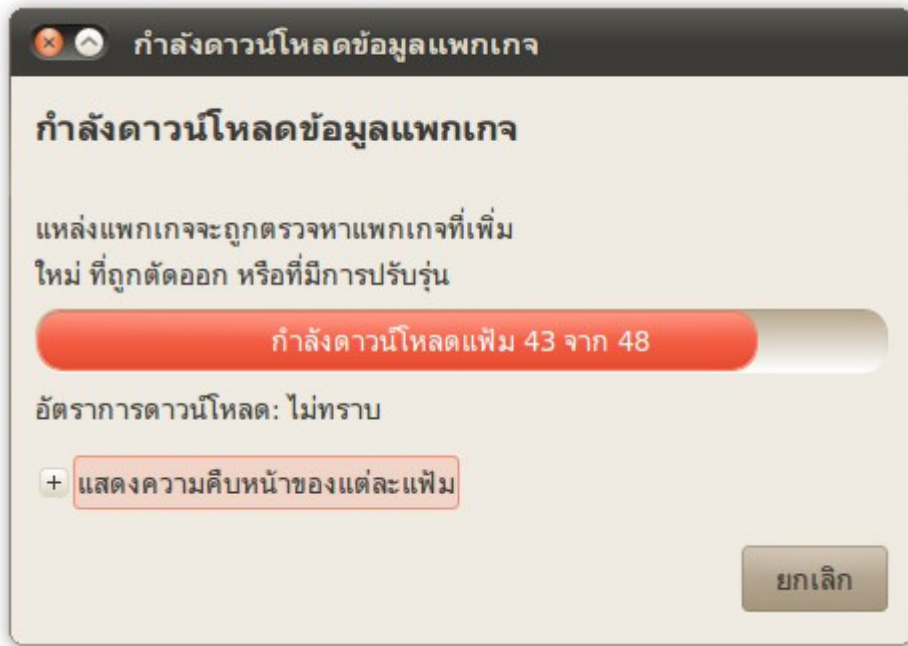 กำลังดาวน์โหลดข้อมูลแพกเกจ
กำลังดาวน์โหลดข้อมูลแพกเกจ
แหล่งแพกเกจจะถูกตรวจหาแพกเกจที่เพิ่ม
ใหม่ ที่ถูกตัดออก หรือที่มีการปรับรุ่น
กำลังดาวน์โหลดแฟ้ม 43 จาก 48
อัตราการดาวน์โหลด: ไม่ทราบ
แสดงความคืบหน้าของแต่ละแฟ้ม
ยกเลิก